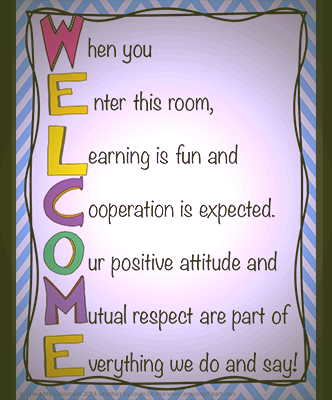 When you
Enter this room,
Learning is fun and
Cooperation is expected.
Our positive attitude and
Mutual respect are part of
Everything we do and say!